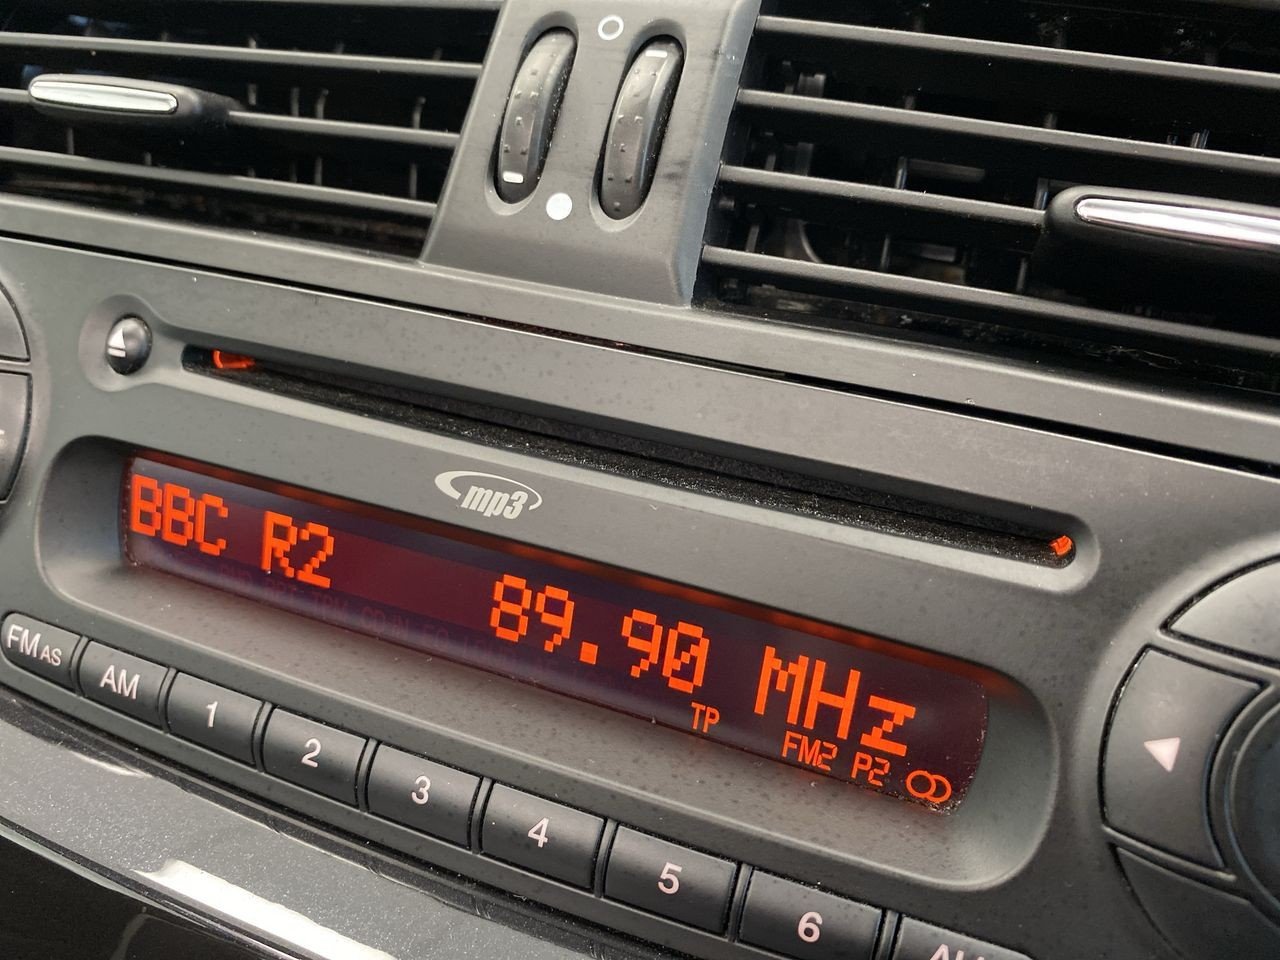 mp3
BBC R2 89.90 MHz
TP FM2 P2
FM AS AM 1 2 3 4 5 6